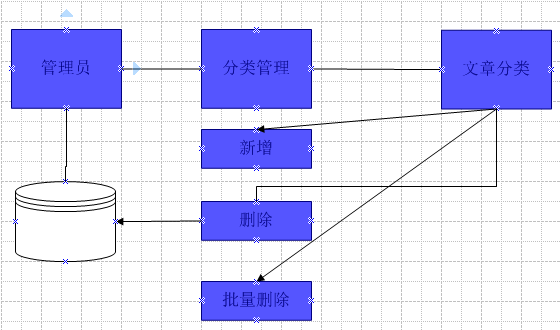 管理员
分类管理
文章分类
新增
删除
批量删除